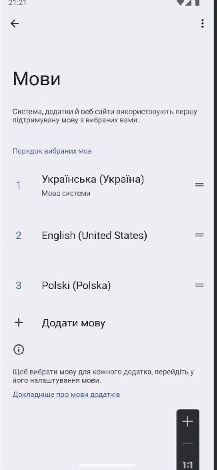 21:21
Мови
Система, додатки й веб-сайти використовують першу
підтримувану мову з вибраних вами.
Порядок вибраних мов
1 Українська (Україна)
Мова системи
2 English (United States)
3 Polski (Polska)
+ Додати мову
Щоб вибрати мову для кожного додатка, перейдіть у
його налаштування мови.
Докладніше про мови додатків
1:1